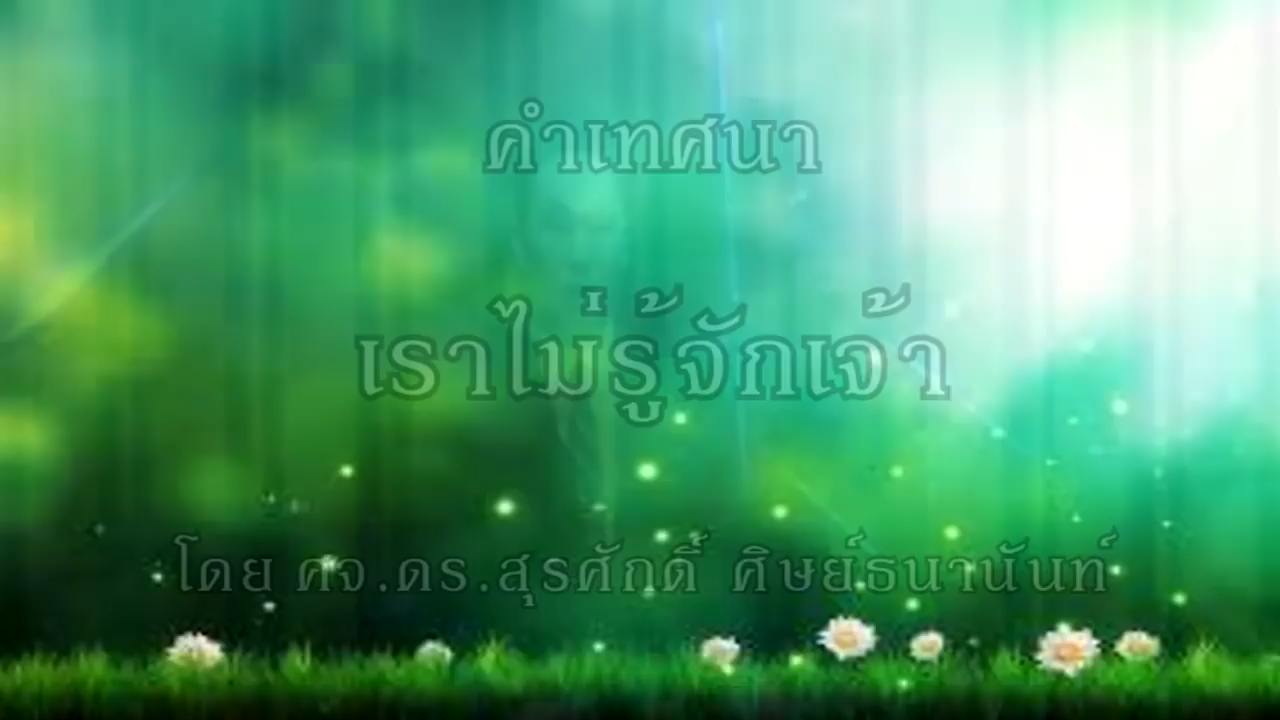 คำเทศนา
เราไม่รู้จักเจ้า
โดย ศจ.ดร.สุรศักดิ์ ศิษย์ธนานันท์